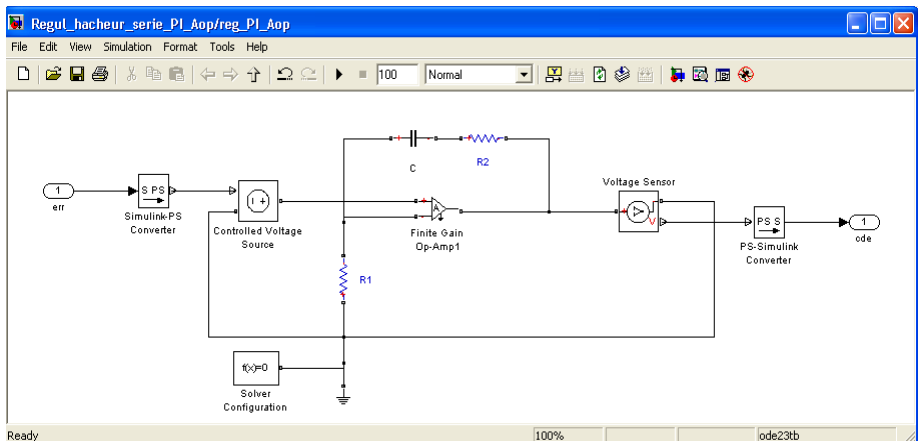 Regul_hacheur_serie_PI_Aop/reg_PI_Aop
File Edit View Simulation Format Tools Help
100 Normal
C
R2
1
err
S PS
Simulink-PS
Converter
Controlled Voltage
Source
A
Finite Gain
Op-Amp1
Voltage Sensor
V
PS S
PS-Simulink
Converter
1
cde
R1
f(x)=0
Solver
Configuration
Ready 100% ode23tb